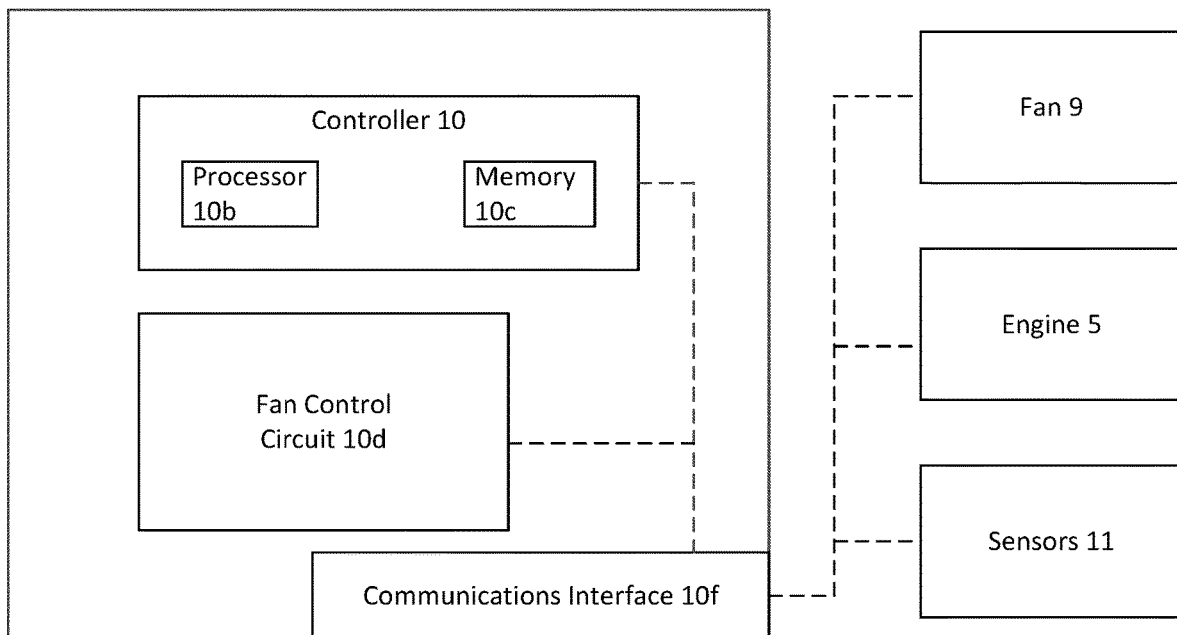 Controller 10
Processor
10b
Memory
10c
Fan Control
Circuit 10d
Communications Interface 10f
Fan 9
Engine 5
Sensors 11